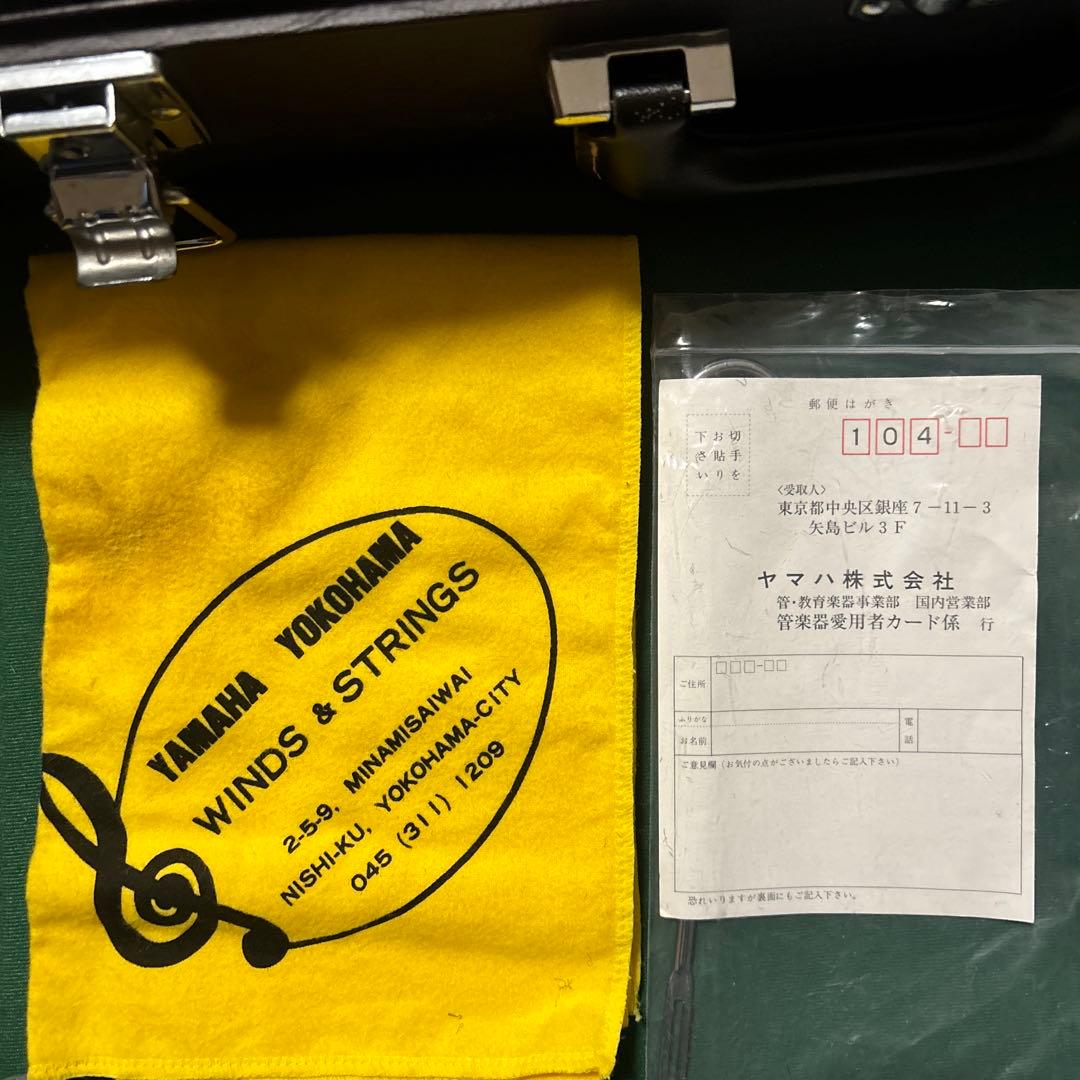 YAMAHA YOKOHAMA
WINDS & STRINGS
2-5-9, MINAMISAIWAI
NISHI-KU, YOKOHAMA-CITY
045 (311) 1209
郵便はがき
104-
切手を
お貼り
下さい
〈受取人〉
東京都中央区銀座7-11-3
矢島ビル3F
ヤマハ株式会社
管・教育楽器事業部 国内営業部
管楽器愛用者カード係 行
ご住所
ふりがな
お名前
電話
ご意見欄(お気付の点がございましたらご記入下さい)
恐れいりますが裏面にもご記入下さい。